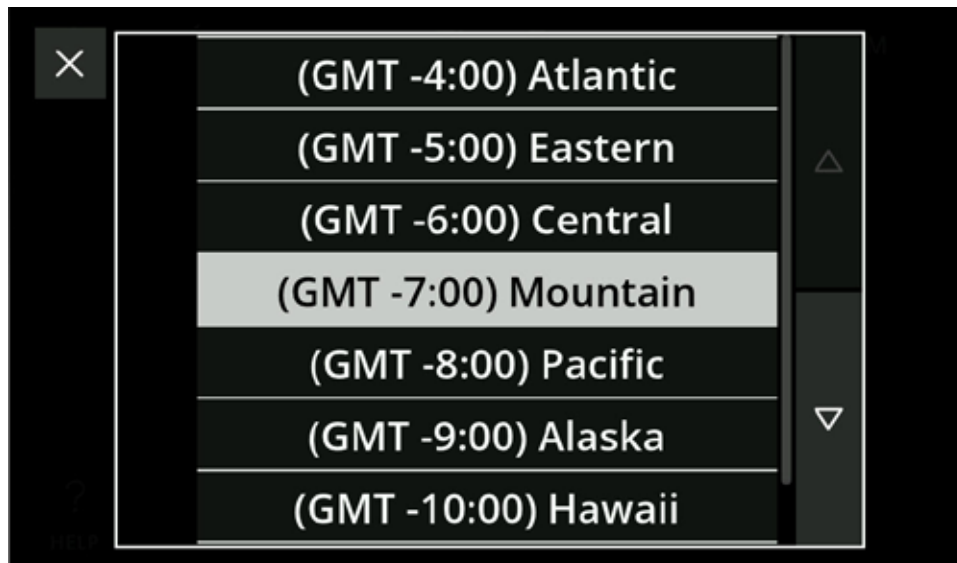 (GMT -4:00) Atlantic
(GMT -5:00) Eastern
(GMT -6:00) Central
(GMT -7:00) Mountain
(GMT -8:00) Pacific
(GMT -9:00) Alaska
(GMT -10:00) Hawaii
?
HELP